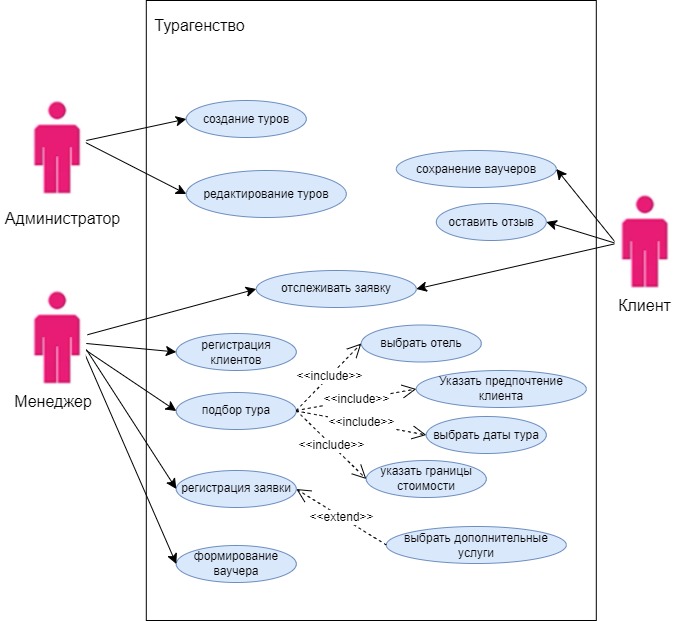 Турагенство
создание туров
редактирование туров
Администратор
сохранение ваучеров
оставить отзыв
Клиент
отслеживать заявку
Менеджер
регистрация
клиентов
выбрать отель
<<include>>
Указать предпочтение
клиента
<<include>>
подбор тура
<<include>>
выбрать даты тура
<<include>>
указать границы
стоимости
регистрация заявки
<<extend>>
выбрать дополнительные
услуги
формирование
ваучера